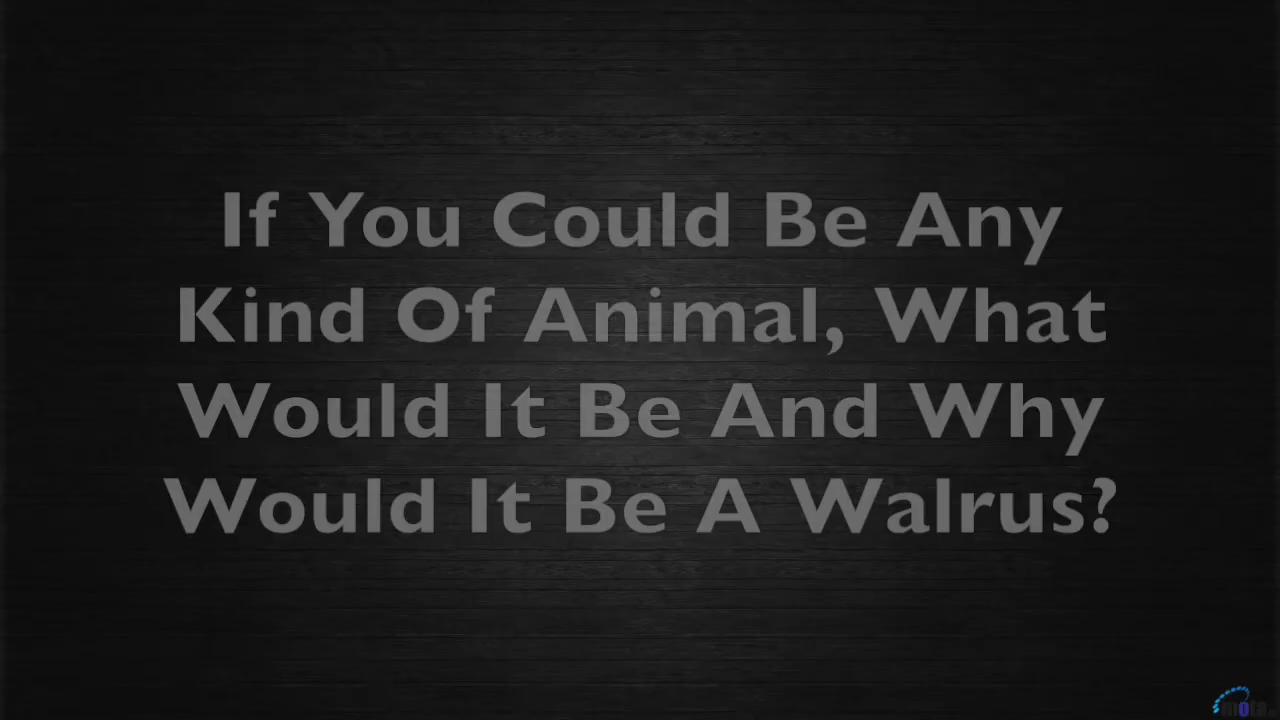 If You Could Be Any
Kind Of Animal, What
Would It Be And Why
Would It Be A Walrus?